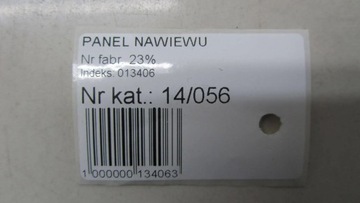 PANEL NAWIEWU
Nr fabr 23%
Indeks: 013406
Nr kat.: 14/056
1 000000 134063